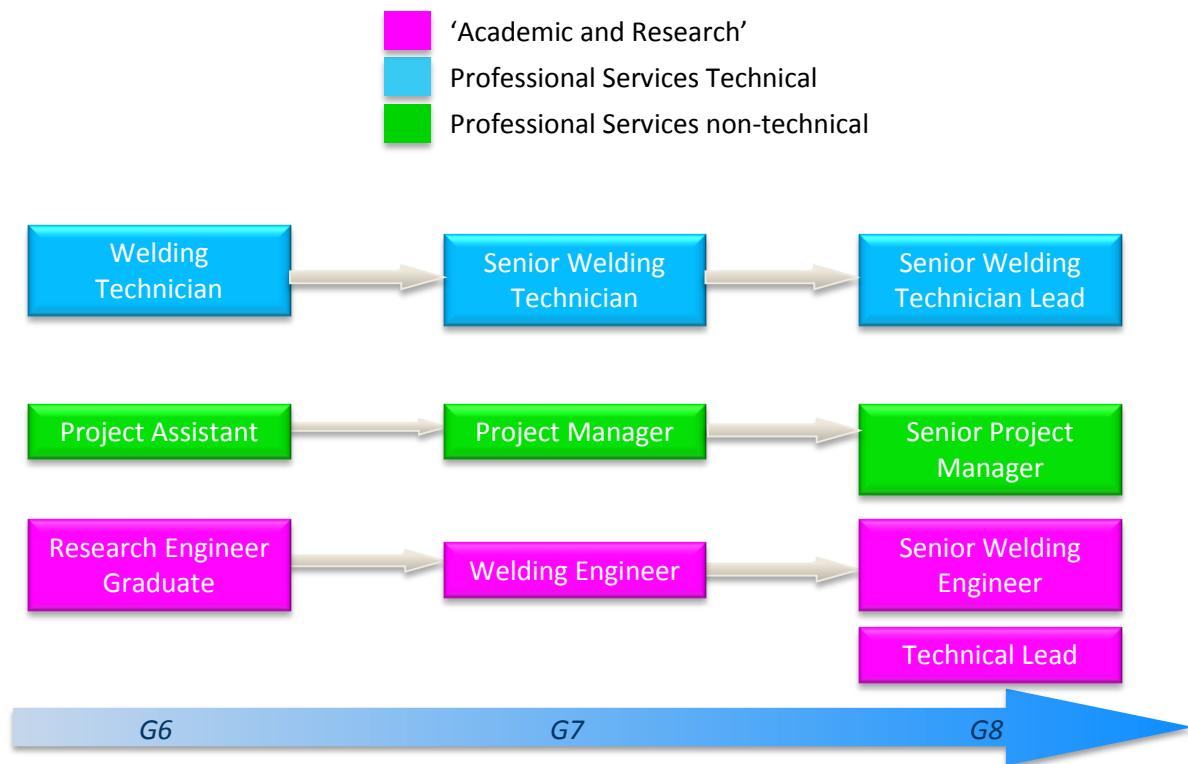 ‘Academic and Research’
Professional Services Technical
Professional Services non-technical
Welding
Technician
Senior Welding
Technician
Senior Welding
Technician Lead
Project Assistant
Project Manager
Senior Project
Manager
Research Engineer
Graduate
Welding Engineer
Senior Welding
Engineer
Technical Lead
G6
G7
G8